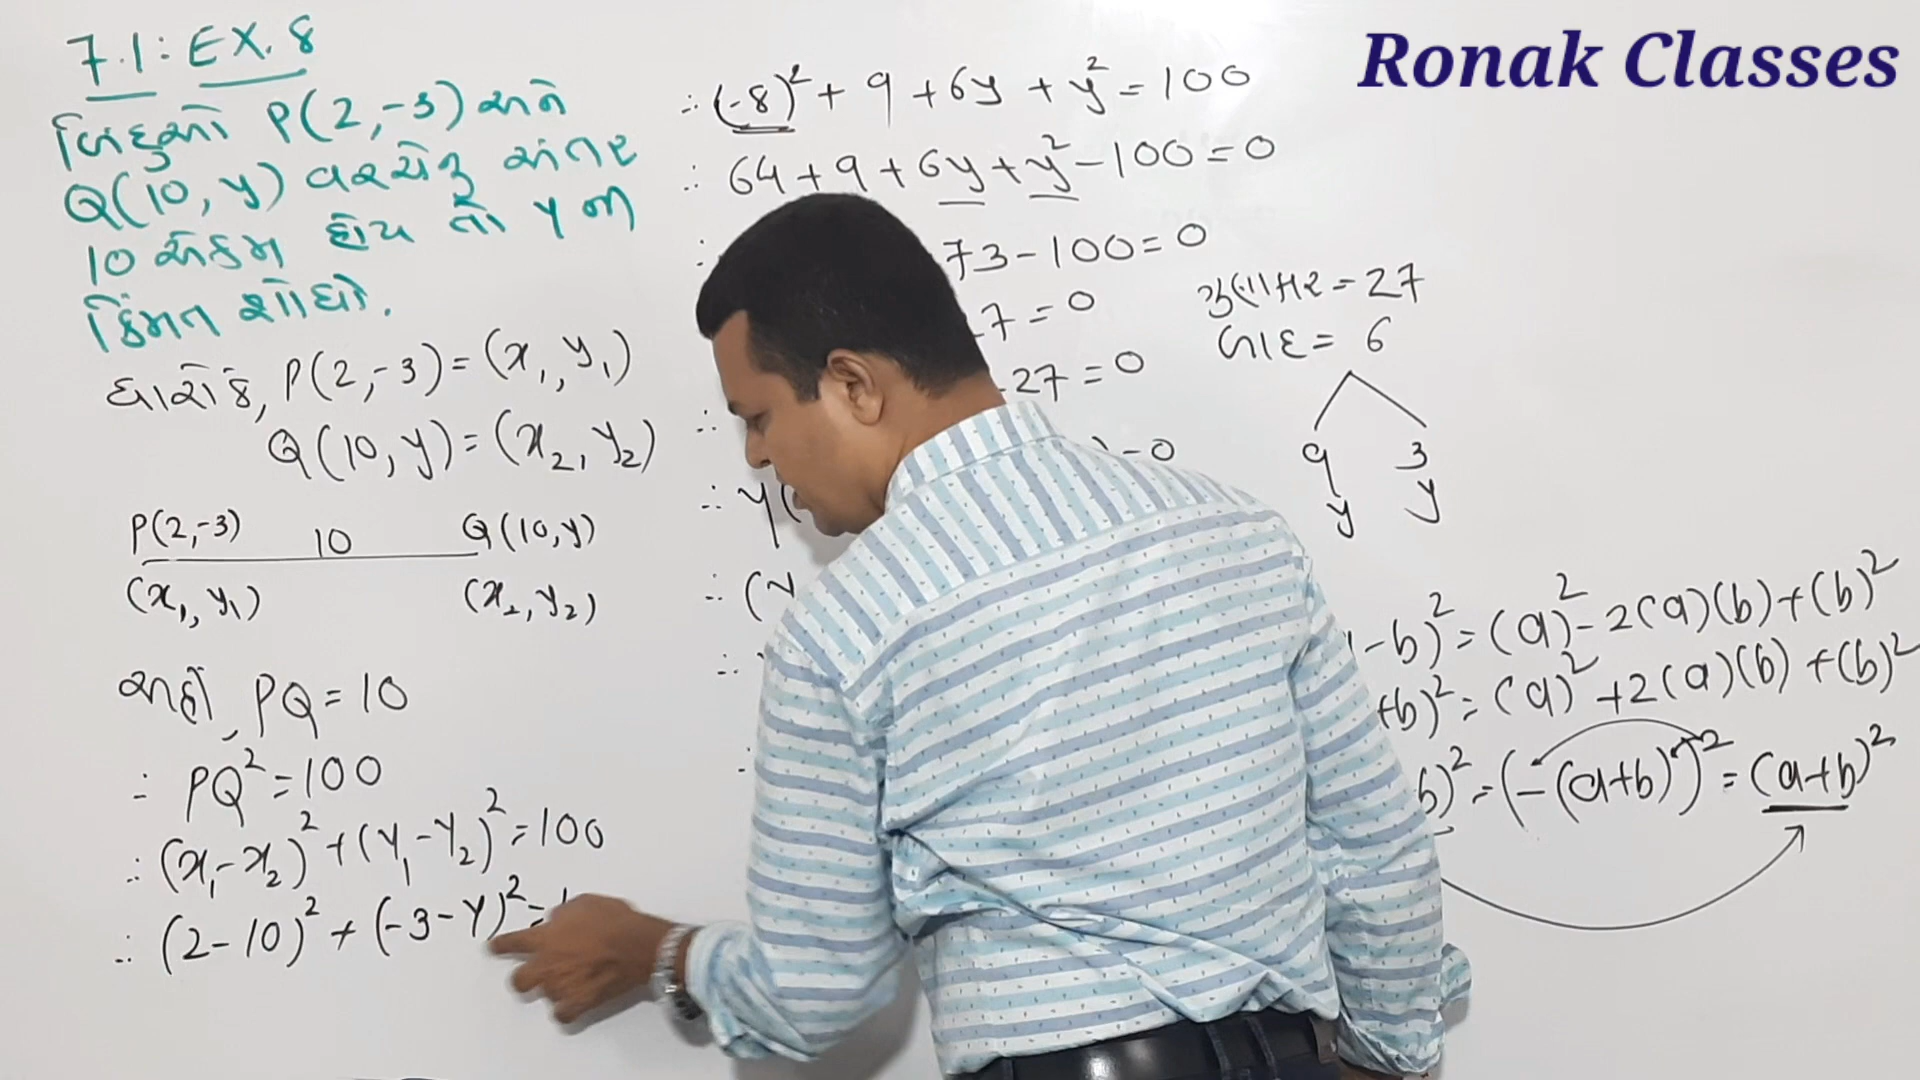 Ronak Classes
7.1: EX. 8
બિંદુઓ P(2,-3) અને
Q(10, y) વચ્ચેનું અંતર
10 એકમ હોય તો y ની
કિંમત શોધો.
ધારોકે, P(2,-3) = (x₁, y₁)
Q(10, y) = (x₂, y₂)
P(2,-3) 10 Q(10,y)
(x₁, y₁) (x₂, y₂)
અહીં, PQ = 10
∴ PQ² = 100
∴ (x₁-x₂)² + (y₁-y₂)² = 100
∴ (2-10)² + (-3-y)² =
∴ (-8)² + 9 + 6y + y² = 100
∴ 64 + 9 + 6y + y² - 100 = 0
73 - 100 = 0
27 = 0
27 = 0
∴
∴ y(
∴ (y
ગુણાકાર = 27
બાદ = 6
9 3
y y
-b)² = (a)² - 2(a)(b) + (b)²
+b)² = (a)² + 2(a)(b) + (b)²
b)² = (-(a+b))² = (a+b)²